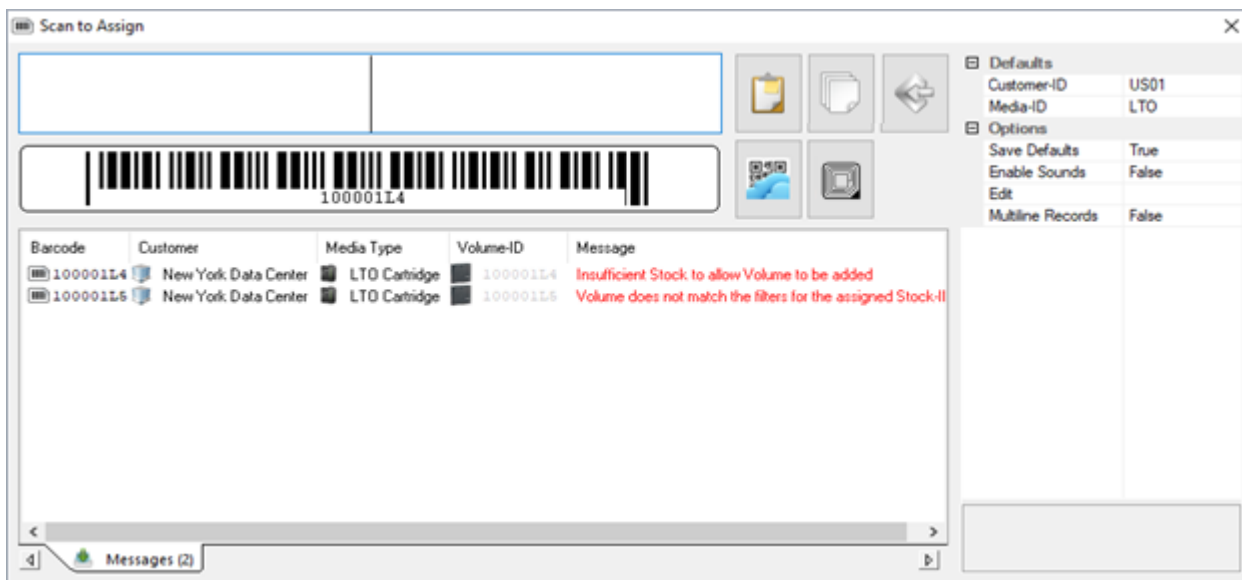 Scan to Assign
100001L4
Defaults
Customer-ID US01
Media-ID LTO
Options
Save Defaults True
Enable Sounds False
Edit
Multiline Records False
Barcode Customer Media Type Volume-ID Message
100001L4 New York Data Center LTO Cartridge 100001L4 Insufficient Stock to allow Volume to be added
100001L5 New York Data Center LTO Cartridge 100001L5 Volume does not match the filters for the assigned Stock-II
Messages (2)